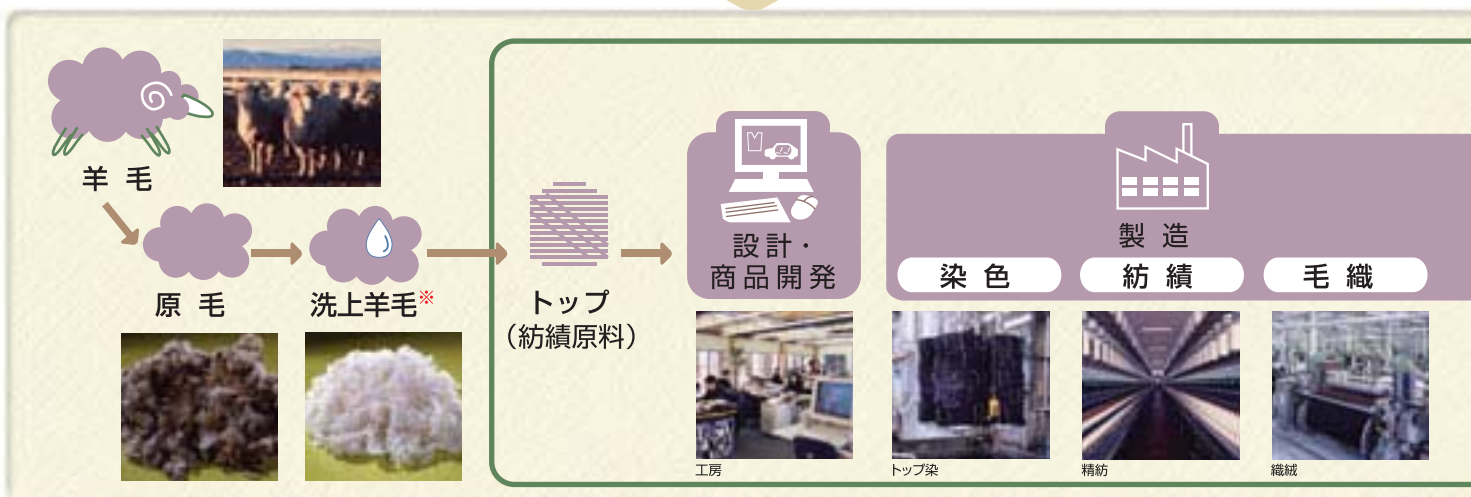 羊毛
原毛
洗上羊毛※
トップ
（紡績原料）
設計・
商品開発
製造
染色
紡績
毛織
工房
トップ染
精紡
織絨